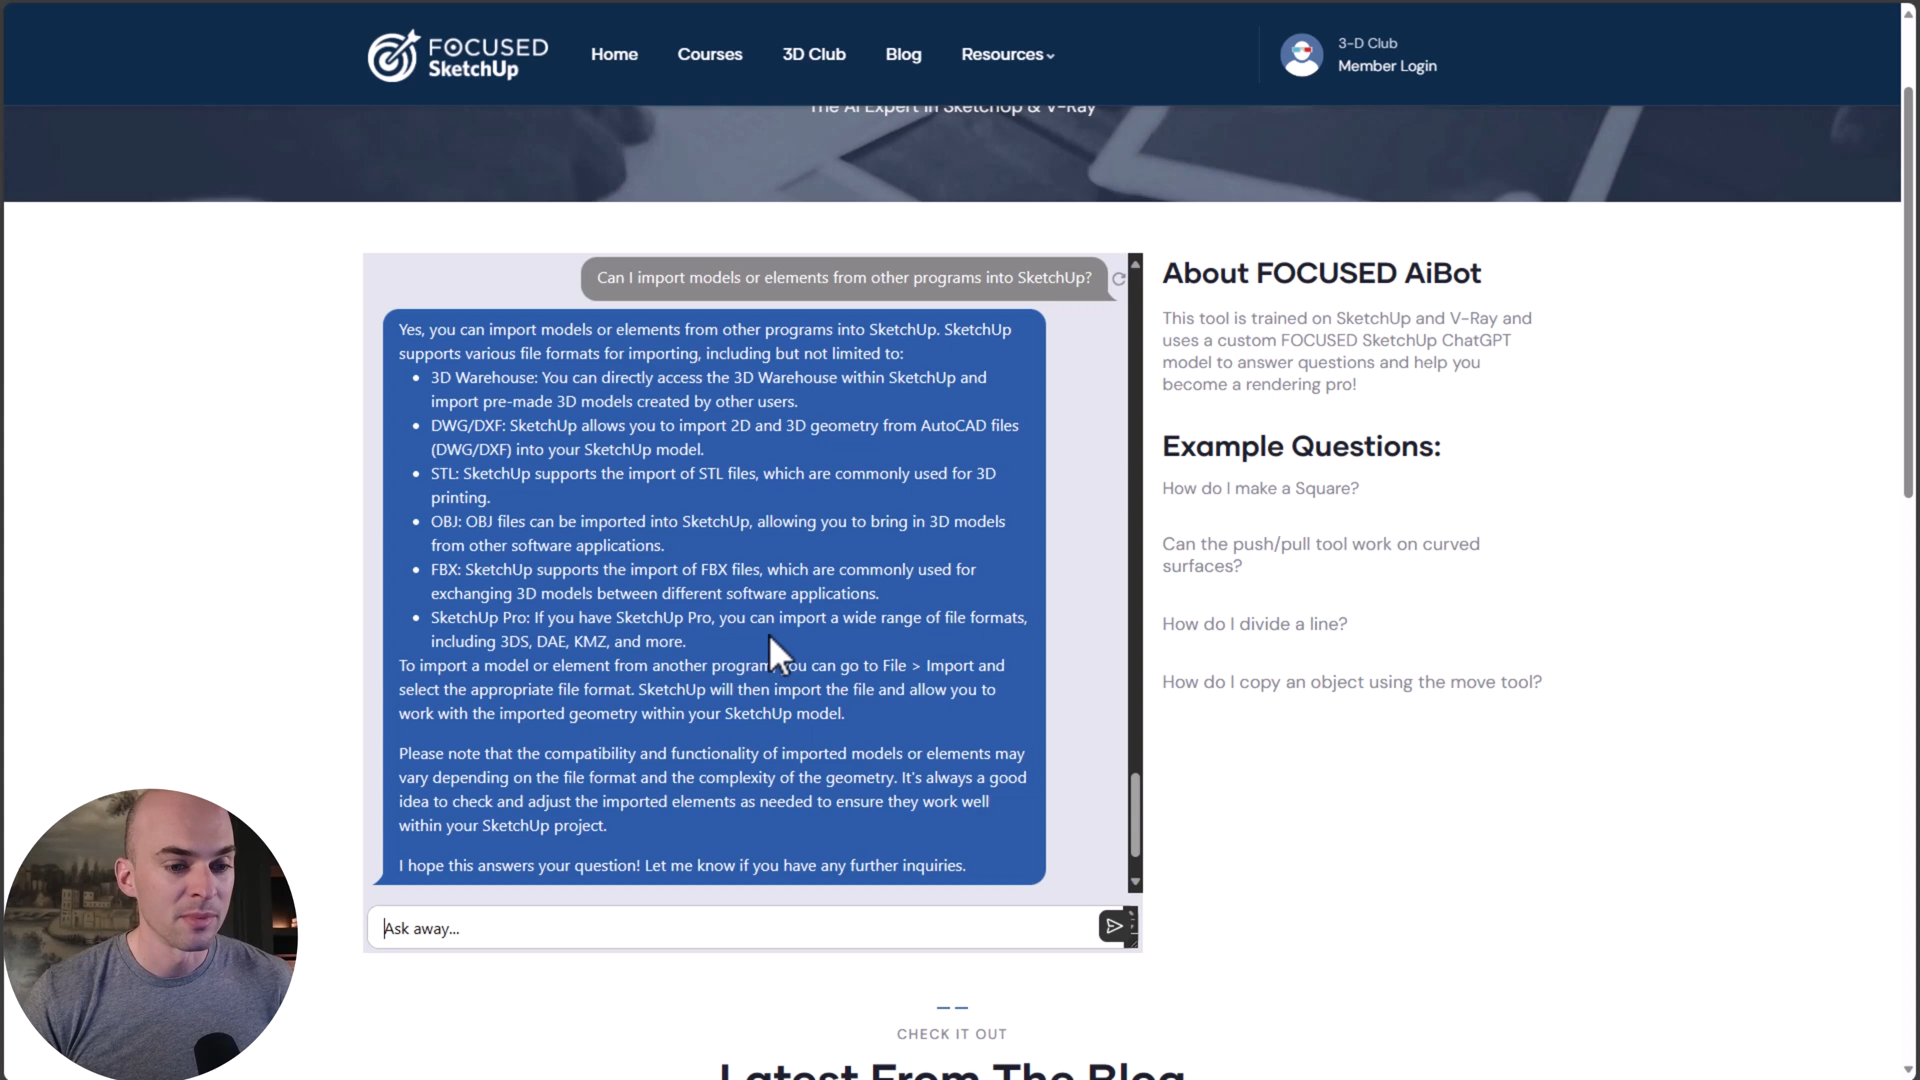 FOCUSED
SketchUp
Home
Courses
3D Club
Blog
Resources
3-D Club
Member Login
The AI Expert in SketchUp & V-Ray
Can I import models or elements from other programs into SketchUp?
Yes, you can import models or elements from other programs into SketchUp. SketchUp
supports various file formats for importing, including but not limited to:
• 3D Warehouse: You can directly access the 3D Warehouse within SketchUp and
import pre-made 3D models created by other users.
• DWG/DXF: SketchUp allows you to import 2D and 3D geometry from AutoCAD files
(DWG/DXF) into your SketchUp model.
• STL: SketchUp supports the import of STL files, which are commonly used for 3D
printing.
• OBJ: OBJ files can be imported into SketchUp, allowing you to bring in 3D models
from other software applications.
• FBX: SketchUp supports the import of FBX files, which are commonly used for
exchanging 3D models between different software applications.
• SketchUp Pro: If you have SketchUp Pro, you can import a wide range of file formats,
including 3DS, DAE, KMZ, and more.
To import a model or element from another program, you can go to File > Import and
select the appropriate file format. SketchUp will then import the file and allow you to
work with the imported geometry within your SketchUp model.
Please note that the compatibility and functionality of imported models or elements may
vary depending on the file format and the complexity of the geometry. It's always a good
idea to check and adjust the imported elements as needed to ensure they work well
within your SketchUp project.
I hope this answers your question! Let me know if you have any further inquiries.
Ask away...
About FOCUSED AiBot
This tool is trained on SketchUp and V-Ray and
uses a custom FOCUSED SketchUp ChatGPT
model to answer questions and help you
become a rendering pro!
Example Questions:
How do I make a Square?
Can the push/pull tool work on curved
surfaces?
How do I divide a line?
How do I copy an object using the move tool?
CHECK IT OUT
Latest From The Blog